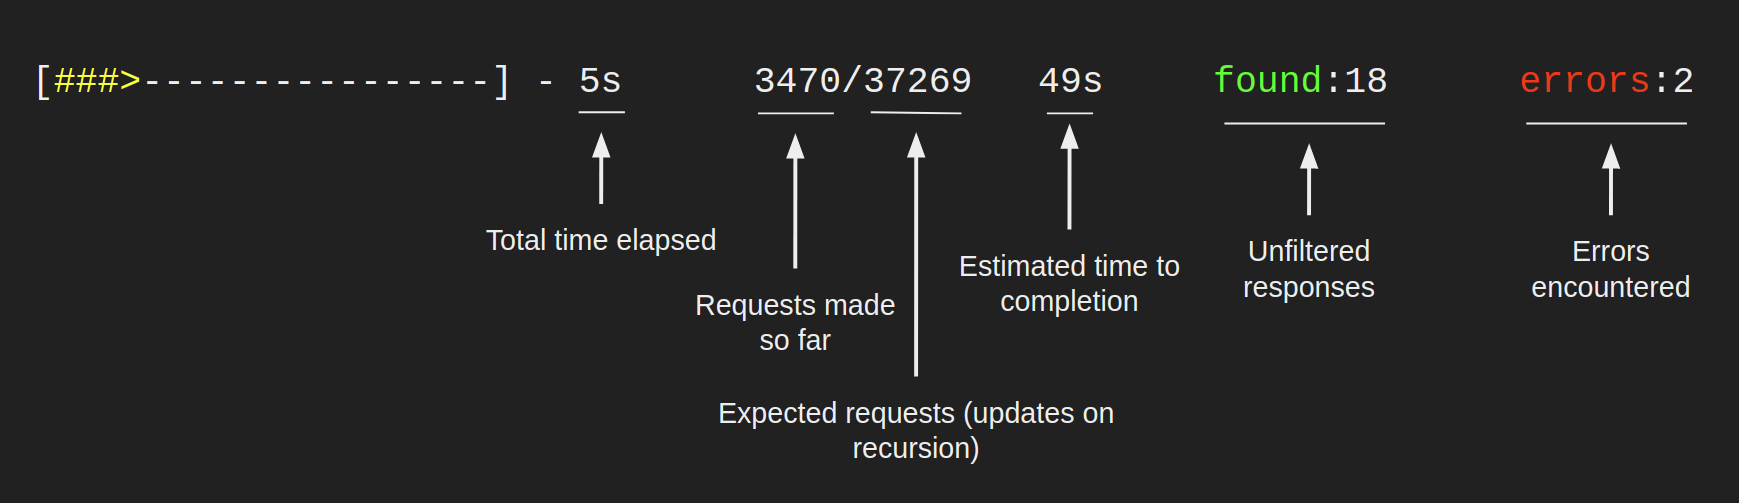 [###>----------------] - 5s 3470/37269 49s found:18 errors:2
Total time elapsed
Requests made
so far
Expected requests (updates on
recursion)
Estimated time to
completion
Unfiltered
responses
Errors
encountered